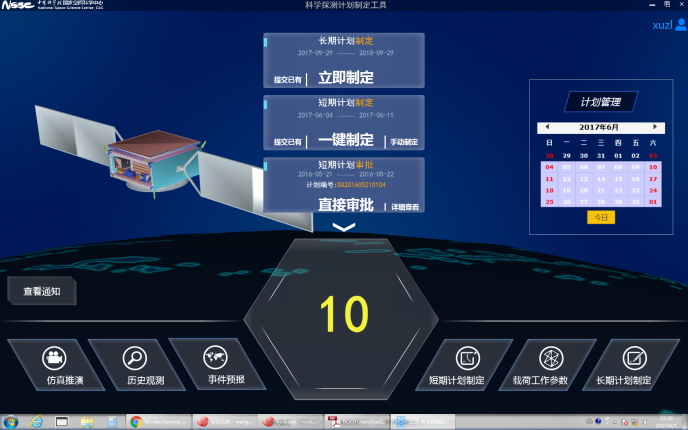 NSSC 中国科学院国家空间科学中心
National Space Science Center, CAS
科学探测计划制定工具
xuzl
长期计划制定
2017-09-29 —— 2018-09-29
提交已有 | 立即制定
短期计划制定
2017-06-04 —— 2017-06-11
提交已有 | 一键制定 | 手动制定
短期计划审批
2016-05-21 —— 2016-05-22
计划编号:S0201605210104
直接审批 | 详细查看
计划管理
2017年6月
日 一 二 三 四 五 六
28 29 30 31 01 02 03
04 05 06 07 08 09 10
11 12 13 14 15 16 17
18 19 20 21 22 23 24
25 26 27 28 29 30 01
今日
查看通知
10
仿真推演
历史观测
事件预报
短期计划制定
载荷工作参数
长期计划制定